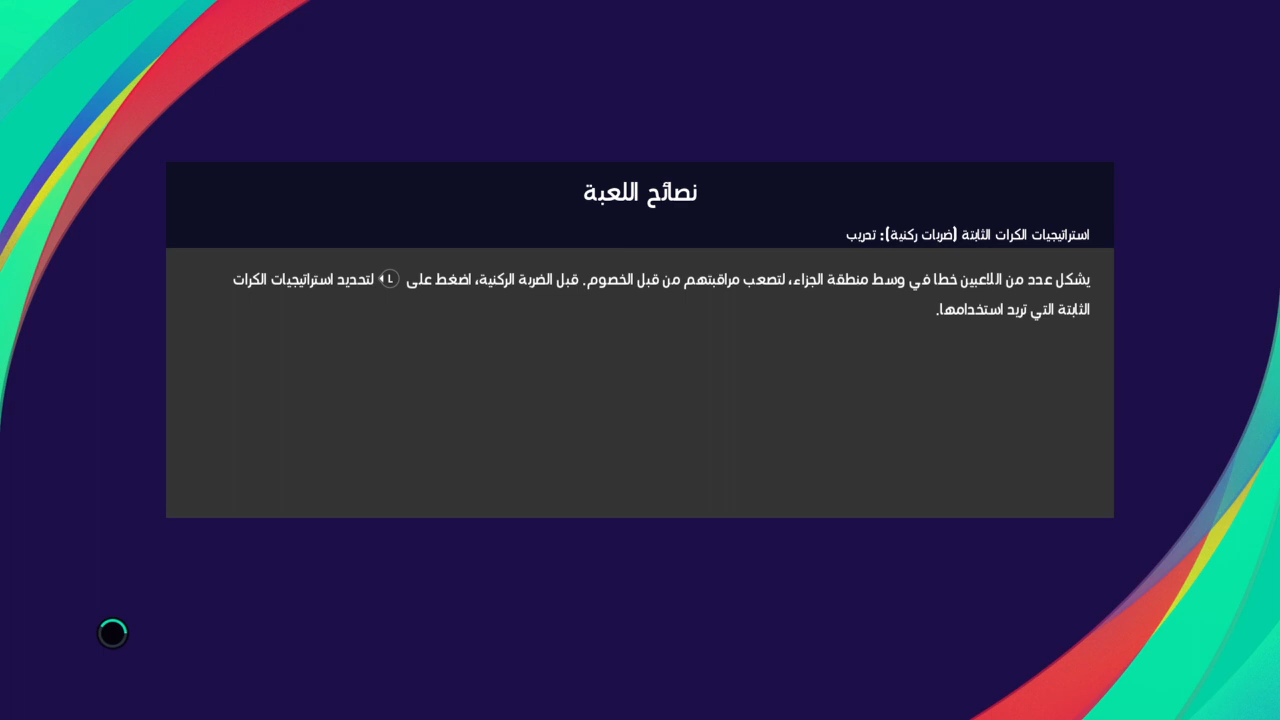 نصائح اللعبة
استراتيجيات الكرات الثابتة (ضربات ركنية): تدريب
يشكل عدد من اللاعبين خطا في وسط منطقة الجزاء، لتصعب مراقبتهم من قبل الخصوم. قبل الضربة الركنية، اضغط على L لتحديد استراتيجيات الكرات
الثابتة التي تريد استخدامها.